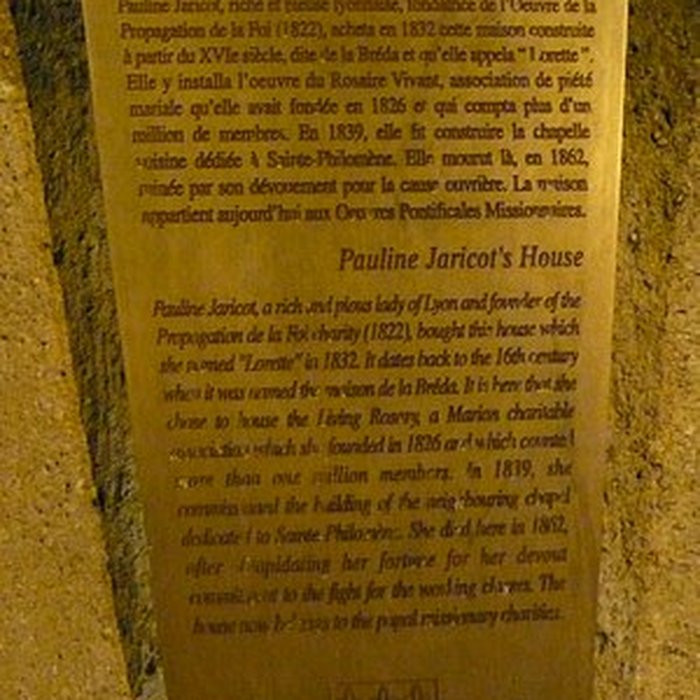 Pauline Jaricot, riche et pieuse lyonnaise, fondatrice de l'Oeuvre de la
Propagation de la Foi (1822), acheta en 1832 cette maison construite
à partir du XVIe siècle, dite de la Bréda et qu'elle appela "Lorette".
Elle y installa l'oeuvre du Rosaire Vivant, association de piété
mariale qu'elle avait fondée en 1826 et qui compta plus d'un
million de membres. En 1839, elle fit construire la chapelle
voisine dédiée à Sainte-Philomène. Elle mourut là, en 1862,
ruinée par son dévouement pour la cause ouvrière. La maison
appartient aujourd'hui aux Oeuvres Pontificales Missionnaires.
Pauline Jaricot's House
Pauline Jaricot, a rich and pious lady of Lyon and founder of the
Propagation de la Foi charity (1822), bought this house which
she named "Lorette" in 1832. It dates back to the 16th century
when it was named the maison de la Bréda. It is here that she
chose to house the Living Rosary, a Marian charitable
association which she founded in 1826 and which counted
more than one million members. In 1839, she
commissioned the building of the neighbouring chapel
dedicated to Sainte-Philomène. She died here in 1862,
after dilapidating her fortune for her devout
commitment to the fight for the working classes. The
house now belongs to the papal missionary charities.